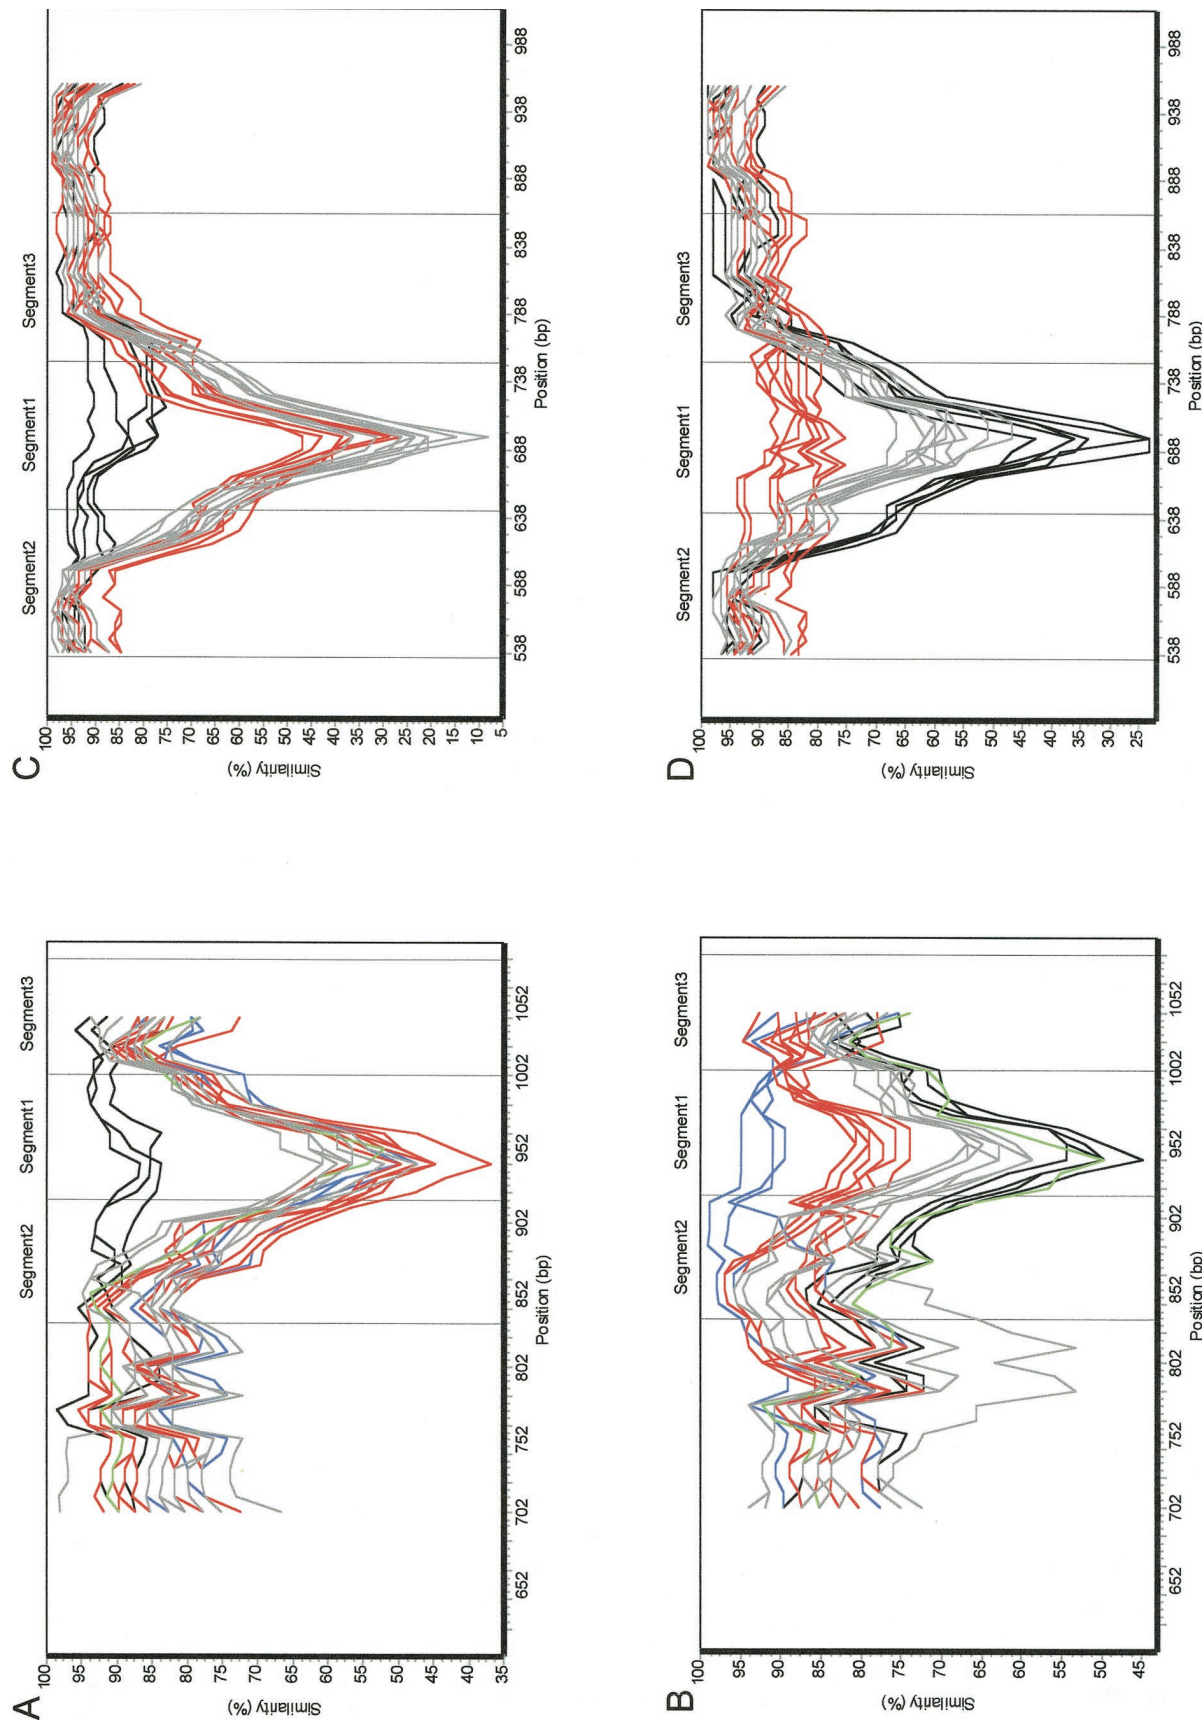 A
Segment2 Segment1 Segment3
100 95 90 85 80 75 70 65 60 55 50 45 40 35
Similarity (%)
652 702 752 802 852 902 952 1002 1052
Position (bp)
B
Segment2 Segment1 Segment3
100 95 90 85 80 75 70 65 60 55 50 45
Similarity (%)
652 702 752 802 852 902 952 1002 1052
Position (bp)
C
Segment2 Segment1 Segment3
100 95 90 85 80 75 70 65 60 55 50 45 40 35 30 25 20 15 10 5
Similarity (%)
538 588 638 688 738 788 838 888 938 988
Position (bp)
D
Segment2 Segment1 Segment3
100 95 90 85 80 75 70 65 60 55 50 45 40 35 30 25
Similarity (%)
538 588 638 688 738 788 838 888 938 988
Position (bp)